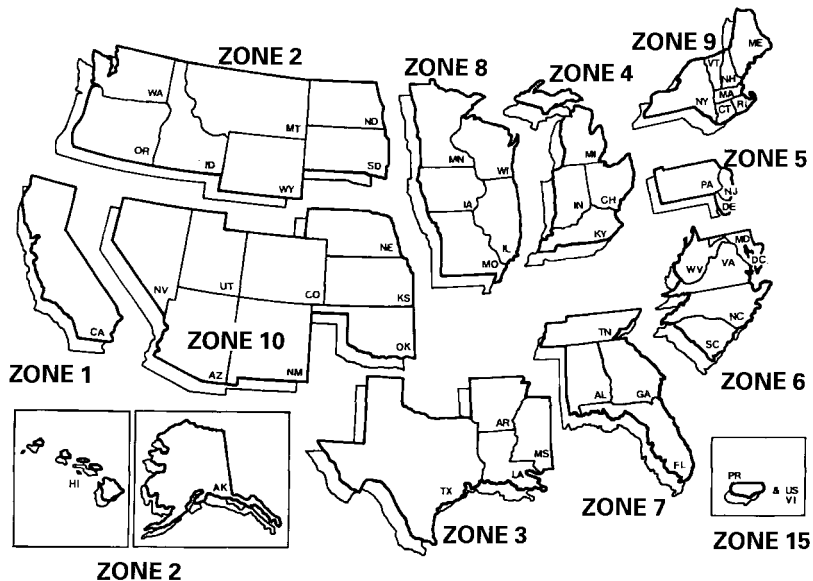 ZONE 2
ZONE 8
ZONE 4
ZONE 9
ME
VT
NH
MA
NY
CT
RI
WA
MT
ND
OR
ID
SD
WY
MN
WI
IA
IL
MO
MI
IN
CH
KY
ZONE 5
PA
NJ
DE
MD
DC
WV
VA
NC
SC
ZONE 6
CA
ZONE 1
NV
UT
CO
NE
KS
OK
ZONE 10
AZ
NM
TN
AL
GA
FL
ZONE 7
AR
MS
LA
TX
ZONE 3
HI
AK
ZONE 2
PR
& US
VI
ZONE 15